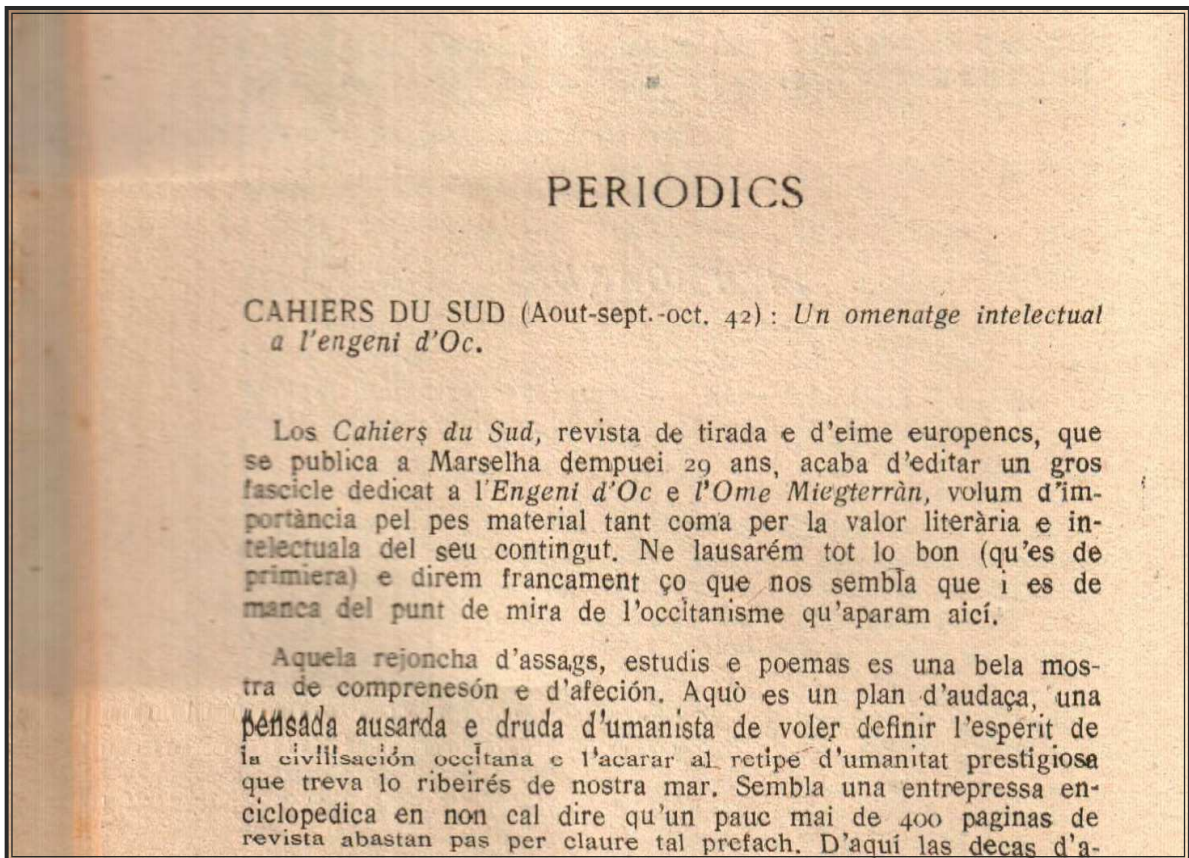 PERIODICS
CAHIERS DU SUD (Aout-sept.-oct. 42) : Un omenatge intelectual
a l'engeni d'Oc.
Los Cahiers du Sud, revista de tirada e d'eime europencs, que
se publica a Marselha dempuei 29 ans, acaba d'editar un gros
fascicle dedicat a l'Engeni d'Oc e l'Ome Miegterràn, volum d'im-
portància pel pes material tant coma per la valor literària e in-
telectuala del seu contingut. Ne lausarém tot lo bon (qu'es de
primiera) e direm francament ço que nos sembla que i es de
manca del punt de mira de l'occitanisme qu'aparam aicí.
Aquela rejoncha d'assags, estudis e poemas es una bela mos-
tra de comprenesón e d'afeción. Aquò es un plan d'audaça, una
pensada ausarda e druda d'umanista de voler definir l'esperit de
la civilisación occitana e l'acarar al retipe d'umanitat prestigiosa
que treva lo ribeirés de nostra mar. Sembla una entrepressa en-
ciclopedica en non cal dire qu'un pauc mai de 400 paginas de
revista abastan pas per claure tal prefach. D'aquí las decas d'a-